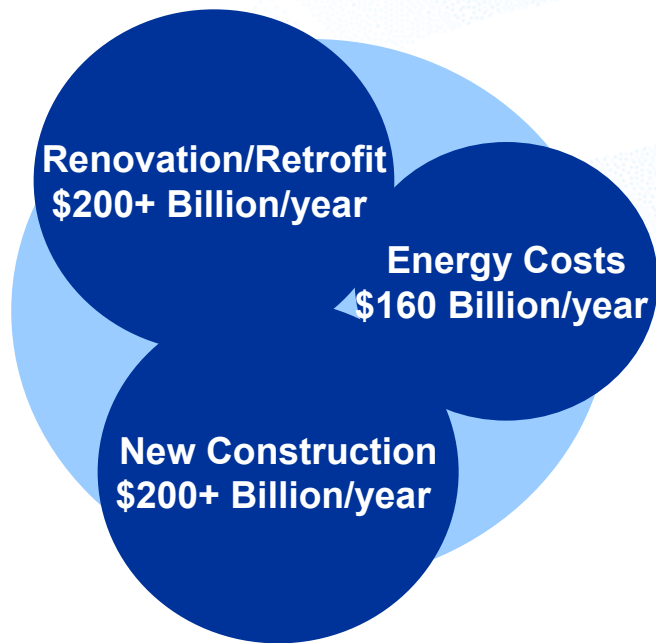 Renovation/Retrofit
$200+ Billion/year
Energy Costs
$160 Billion/year
New Construction
$200+ Billion/year